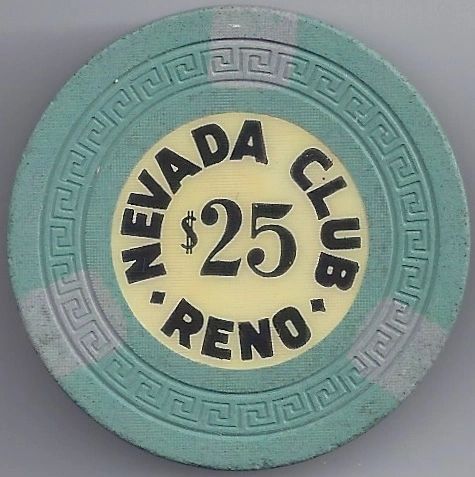 NEVADA CLUB
$25
· RENO ·